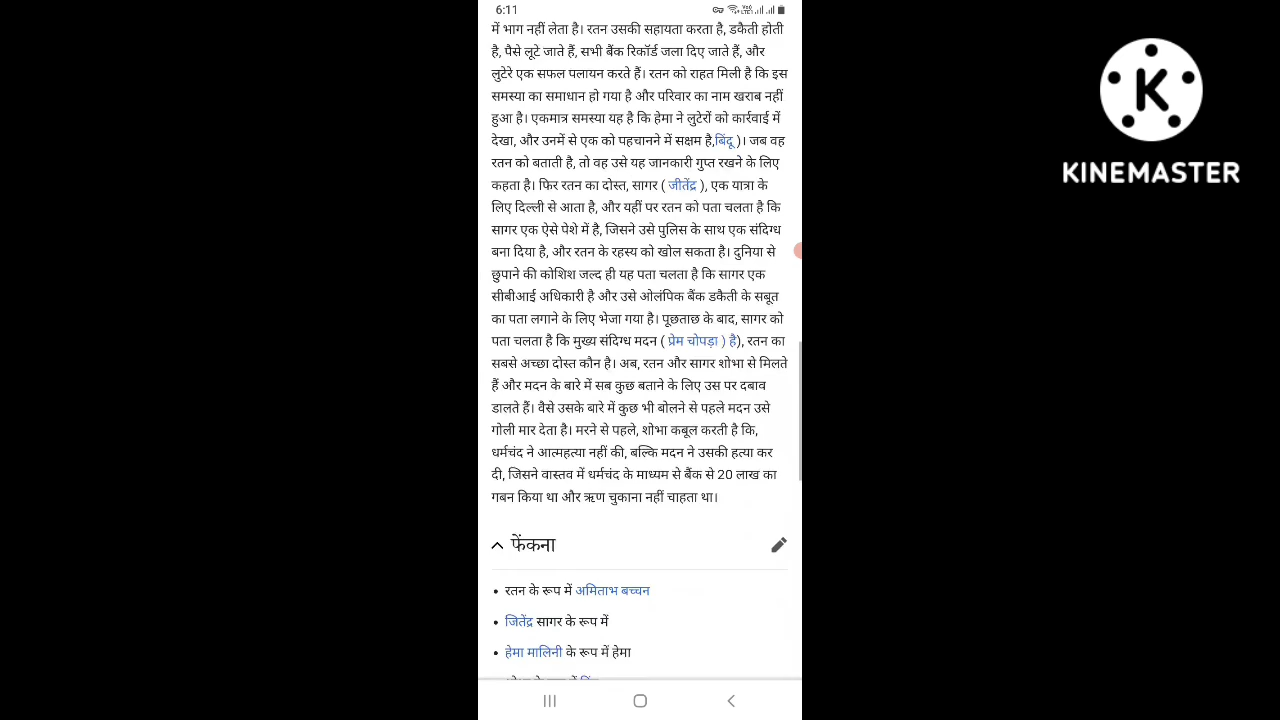 6:11
में भाग नहीं लेता है। रतन उसकी सहायता करता है, डकैती होती
है, पैसे लूटे जाते हैं, सभी बैंक रिकॉर्ड जला दिए जाते हैं, और
लुटेरे एक सफल पलायन करते हैं। रतन को राहत मिली है कि इस
समस्या का समाधान हो गया है और परिवार का नाम खराब नहीं
हुआ है। एकमात्र समस्या यह है कि हेमा ने लुटेरों को कार्रवाई में
देखा, और उनमें से एक को पहचानने में सक्षम है,बिंदू )। जब वह
रतन को बताती है, तो वह उसे यह जानकारी गुप्त रखने के लिए
कहता है। फिर रतन का दोस्त, सागर ( जीतेंद्र ), एक यात्रा के
लिए दिल्ली से आता है, और यहीं पर रतन को पता चलता है कि
सागर एक ऐसे पेशे में है, जिसने उसे पुलिस के साथ एक संदिग्ध
बना दिया है, और रतन के रहस्य को खोल सकता है। दुनिया से
छुपाने की कोशिश जल्द ही यह पता चलता है कि सागर एक
सीबीआई अधिकारी है और उसे ओलंपिक बैंक डकैती के सबूत
का पता लगाने के लिए भेजा गया है। पूछताछ के बाद, सागर को
पता चलता है कि मुख्य संदिग्ध मदन ( प्रेम चोपड़ा ) है), रतन का
सबसे अच्छा दोस्त कौन है। अब, रतन और सागर शोभा से मिलते
हैं और मदन के बारे में सब कुछ बताने के लिए उस पर दबाव
डालते हैं। वैसे उसके बारे में कुछ भी बोलने से पहले मदन उसे
गोली मार देता है। मरने से पहले, शोभा कबूल करती है कि,
धर्मचंद ने आत्महत्या नहीं की, बल्कि मदन ने उसकी हत्या कर
दी, जिसने वास्तव में धर्मचंद के माध्यम से बैंक से 20 लाख का
गबन किया था और ऋण चुकाना नहीं चाहता था।
फेंकना
• रतन के रूप में अमिताभ बच्चन
• जितेंद्र सागर के रूप में
• हेमा मालिनी के रूप में हेमा
K
KINEMASTER